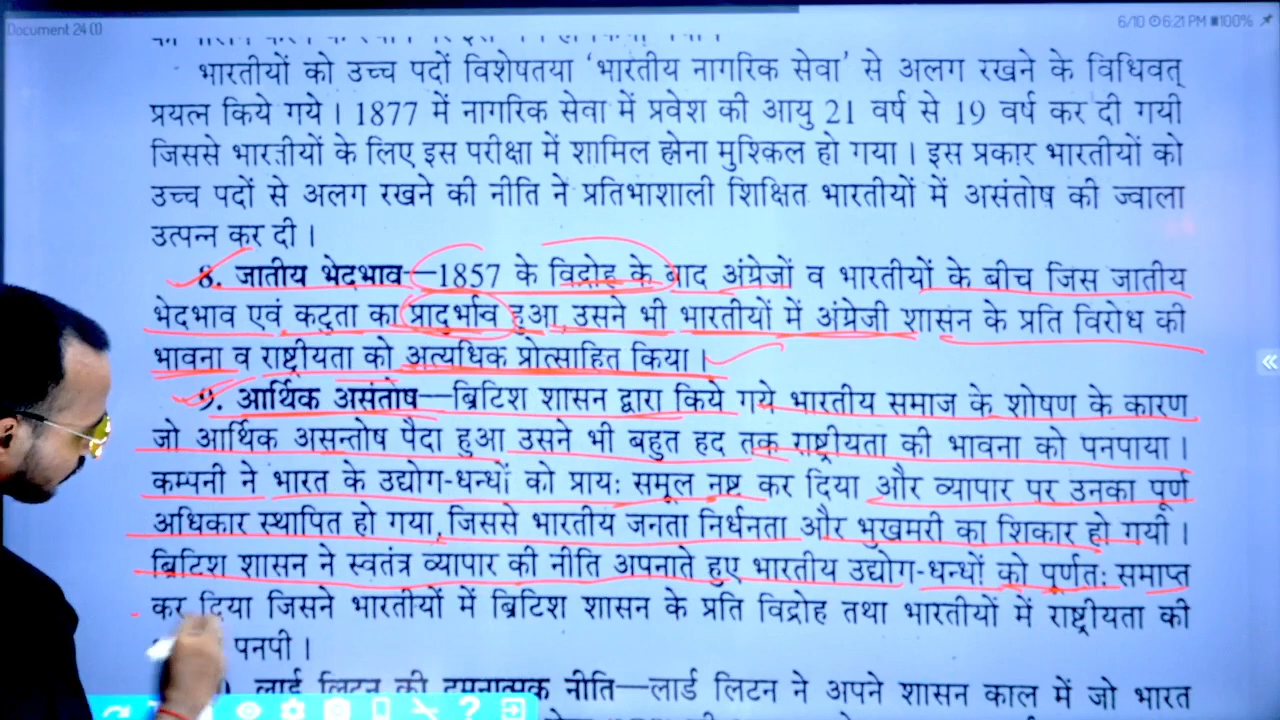 Document 24 (1)
6/10 6:21 PM 100%
भारतीयों को उच्च पदों विशेषतया ‘भारतीय नागरिक सेवा’ से अलग रखने के विधिवत्
प्रयत्न किये गये। 1877 में नागरिक सेवा में प्रवेश की आयु 21 वर्ष से 19 वर्ष कर दी गयी
जिससे भारतीयों के लिए इस परीक्षा में शामिल होना मुश्किल हो गया। इस प्रकार भारतीयों को
उच्च पदों से अलग रखने की नीति ने प्रतिभाशाली शिक्षित भारतीयों में असंतोष की ज्वाला
उत्पन्न कर दी।
8. जातीय भेदभाव—1857 के विद्रोह के बाद अंग्रेजों व भारतीयों के बीच जिस जातीय
भेदभाव एवं कटुता का प्रादुर्भाव हुआ उसने भी भारतीयों में अंग्रेजी शासन के प्रति विरोध की
भावना व राष्ट्रीयता को अत्यधिक प्रोत्साहित किया।
9. आर्थिक असंतोष—ब्रिटिश शासन द्वारा किये गये भारतीय समाज के शोषण के कारण
जो आर्थिक असन्तोष पैदा हुआ उसने भी बहुत हद तक राष्ट्रीयता की भावना को पनपाया।
कम्पनी ने भारत के उद्योग-धन्धों को प्राय: समूल नष्ट कर दिया और व्यापार पर उनका पूर्ण
अधिकार स्थापित हो गया, जिससे भारतीय जनता निर्धनता और भुखमरी का शिकार हो गयी।
ब्रिटिश शासन ने स्वतंत्र व्यापार की नीति अपनाते हुए भारतीय उद्योग-धन्धों को पूर्णत: समाप्त
कर दिया जिसने भारतीयों में ब्रिटिश शासन के प्रति विद्रोह तथा भारतीयों में राष्ट्रीयता की
पनपी।
लार्ड लिटन की दमनात्मक नीति—लार्ड लिटन ने अपने शासन काल में जो भारत